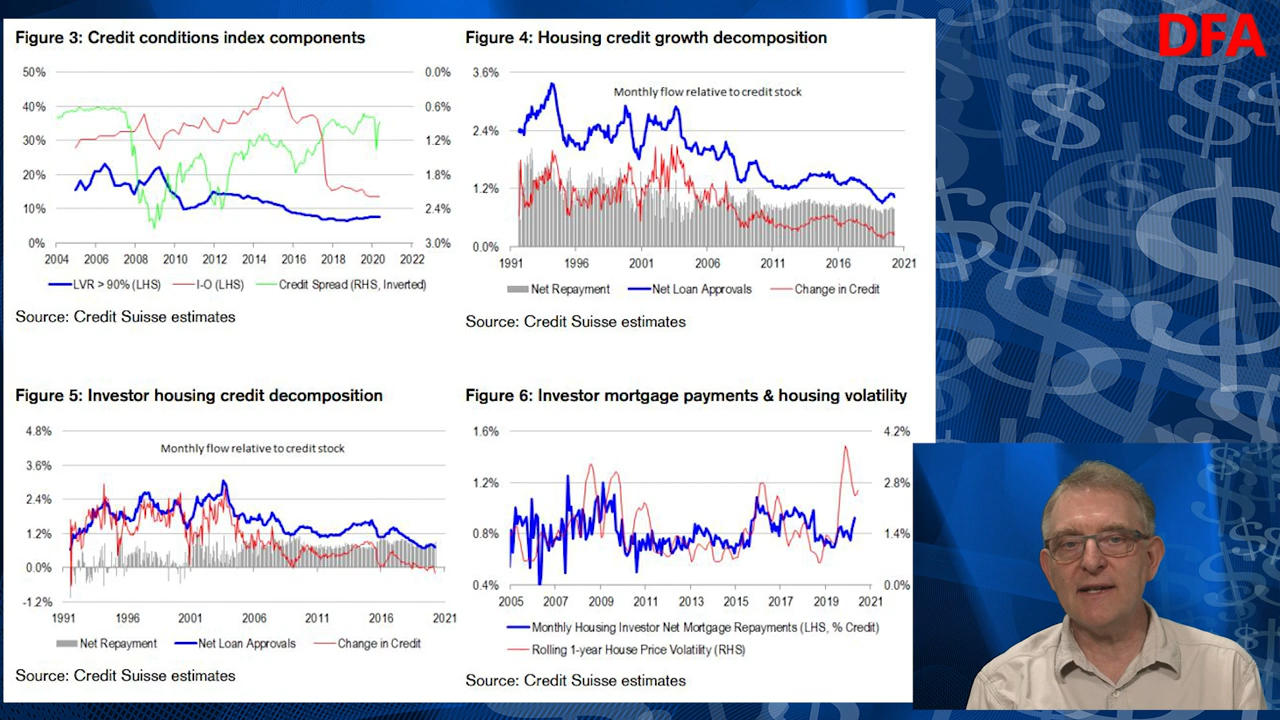 DFA
Figure 3: Credit conditions index components
50% 0.0%
40% 0.6%
30% 1.2%
20% 1.8%
10% 2.4%
0% 3.0%
2004 2006 2008 2010 2012 2014 2016 2018 2020 2022
LVR > 90% (LHS) I-O (LHS) Credit Spread (RHS, Inverted)
Source: Credit Suisse estimates
Figure 4: Housing credit growth decomposition
3.6%
Monthly flow relative to credit stock
2.4%
1.2%
0.0%
1991 1996 2001 2006 2011 2016 2021
Net Repayment Net Loan Approvals Change in Credit
Source: Credit Suisse estimates
Figure 5: Investor housing credit decomposition
4.8%
Monthly flow relative to credit stock
3.6%
2.4%
1.2%
0.0%
-1.2%
1991 1996 2001 2006 2011 2016 2021
Net Repayment Net Loan Approvals Change in Credit
Source: Credit Suisse estimates
Figure 6: Investor mortgage payments & housing volatility
1.6% 4.2%
1.2% 2.8%
0.8% 1.4%
0.4% 0.0%
2005 2007 2009 2011 2013 2015 2017 2019 2021
Monthly Housing Investor Net Mortgage Repayments (LHS, % Credit)
Rolling 1-year House Price Volatility (RHS)
Source: Credit Suisse estimates